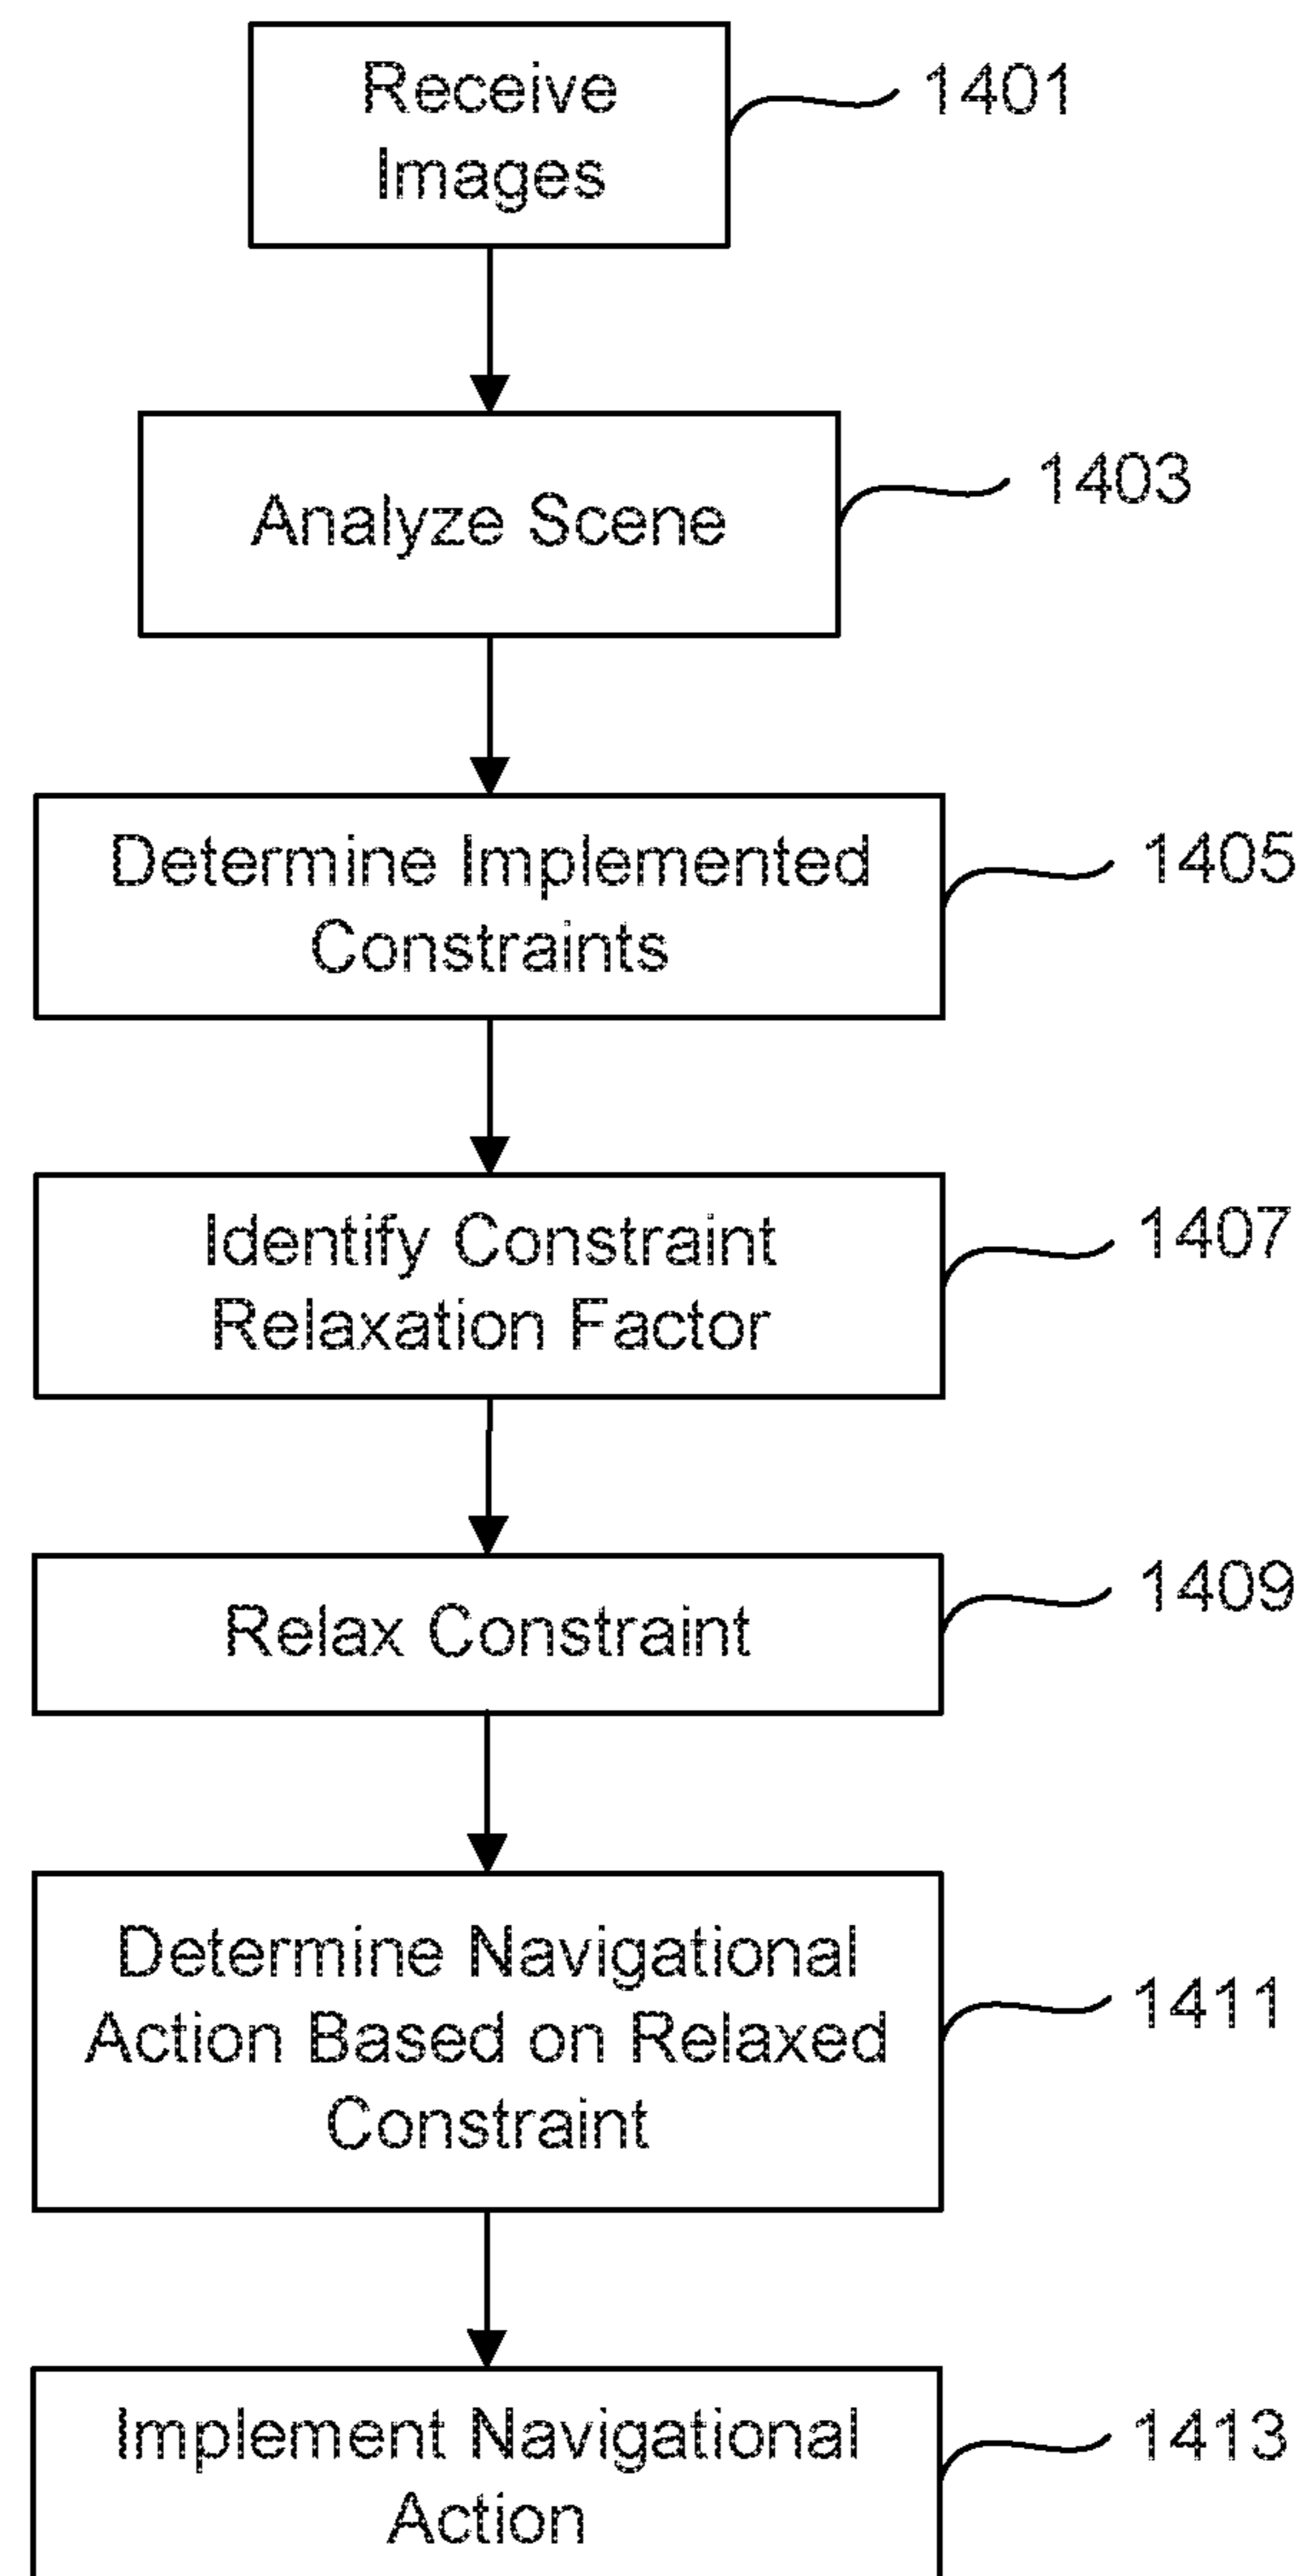 Receive
Images
1401
Analyze Scene
1403
Determine Implemented
Constraints
1405
Identify Constraint
Relaxation Factor
1407
Relax Constraint
1409
Determine Navigational
Action Based on Relaxed
Constraint
1411
Implement Navigational
Action
1413